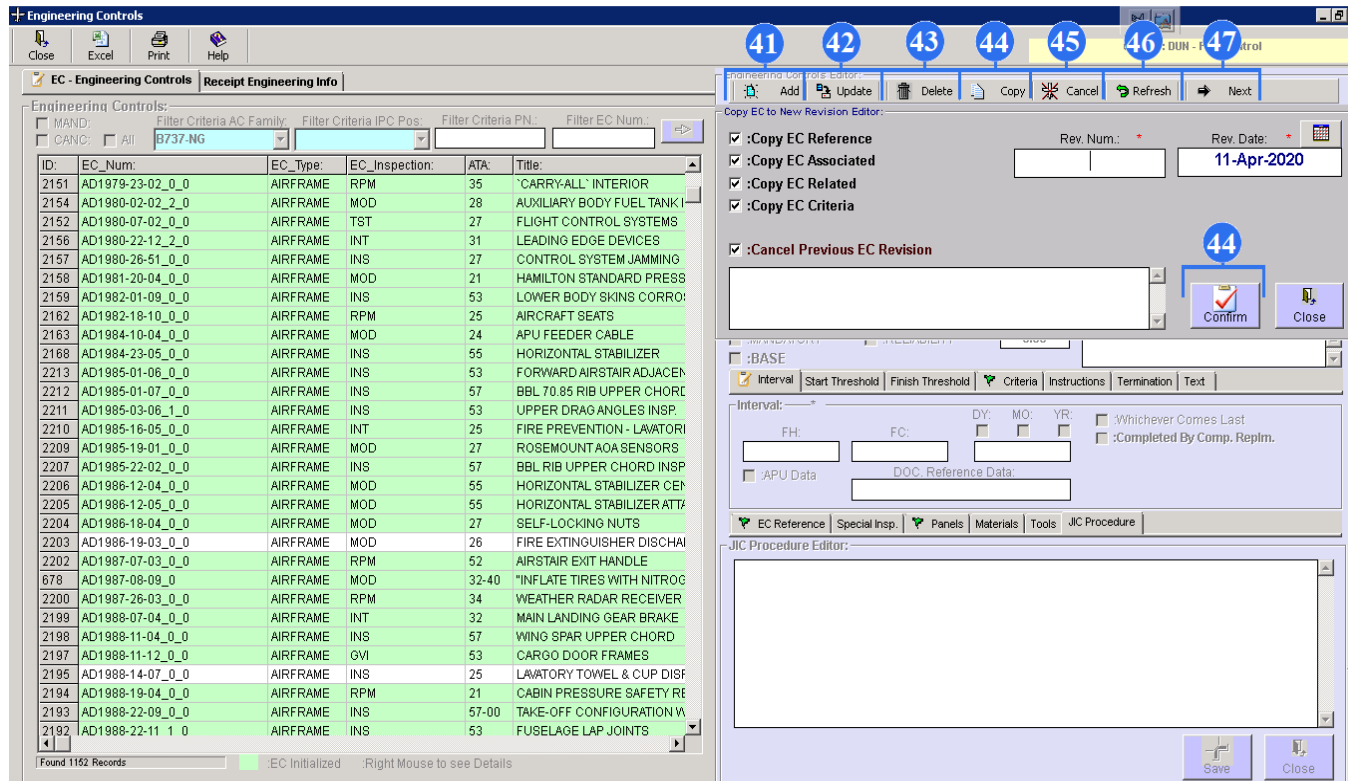 Engineering Controls
Close Excel Print Help
41 42 43 44 45 46 47
: DUN - P trol
EC - Engineering Controls Receipt Engineering Info
Engineering Controls:
MAND: Filter Criteria AC Family: Filter Criteria IPC Pos: Filter Criteria PN.: Filter EC Num.:
CANC: All B737-NG
ID: EC_Num: EC_Type: EC_Inspection: ATA: Title:
2151 AD1979-23-02_0_0 AIRFRAME RPM 35 `CARRY-ALL` INTERIOR
2154 AD1980-02-02_2_0 AIRFRAME MOD 28 AUXILIARY BODY FUEL TANK
2152 AD1980-07-02_0_0 AIRFRAME TST 27 FLIGHT CONTROL SYSTEMS
2156 AD1980-22-12_2_0 AIRFRAME INT 31 LEADING EDGE DEVICES
2157 AD1980-26-51_0_0 AIRFRAME INS 27 CONTROL SYSTEM JAMMING
2158 AD1981-20-04_0_0 AIRFRAME MOD 21 HAMILTON STANDARD PRESS
2159 AD1982-01-09_0_0 AIRFRAME INS 53 LOWER BODY SKINS CORRO
2162 AD1982-18-10_0_0 AIRFRAME RPM 25 AIRCRAFT SEATS
2163 AD1984-10-04_0_0 AIRFRAME MOD 24 APU FEEDER CABLE
2168 AD1984-23-05_0_0 AIRFRAME INS 55 HORIZONTAL STABILIZER
2213 AD1985-01-06_0_0 AIRFRAME INS 53 FORWARD AIRSTAIR ADJACEN
2212 AD1985-01-07_0_0 AIRFRAME INS 57 BBL 70.85 RIB UPPER CHORD
2211 AD1985-03-06_1_0 AIRFRAME INS 53 UPPER DRAG ANGLES INSP.
2210 AD1985-16-05_0_0 AIRFRAME INT 25 FIRE PREVENTION - LAVATORI
2209 AD1985-19-01_0_0 AIRFRAME MOD 27 ROSEMOUNT AOA SENSORS
2207 AD1985-22-02_0_0 AIRFRAME INS 57 BBL RIB UPPER CHORD INSP
2206 AD1986-12-04_0_0 AIRFRAME MOD 55 HORIZONTAL STABILIZER CEN
2205 AD1986-12-05_0_0 AIRFRAME MOD 55 HORIZONTAL STABILIZER ATTA
2204 AD1986-18-04_0_0 AIRFRAME MOD 27 SELF-LOCKING NUTS
2203 AD1986-19-03_0_0 AIRFRAME MOD 26 FIRE EXTINGUISHER DISCHA
2202 AD1987-07-03_0_0 AIRFRAME RPM 52 AIRSTAIR EXIT HANDLE
678 AD1987-08-09_0 AIRFRAME MOD 32-40 "INFLATE TIRES WITH NITROG
2200 AD1987-26-03_0_0 AIRFRAME RPM 34 WEATHER RADAR RECEIVER
2199 AD1988-07-04_0_0 AIRFRAME INT 32 MAIN LANDING GEAR BRAKE
2198 AD1988-11-04_0_0 AIRFRAME INS 57 WING SPAR UPPER CHORD
2197 AD1988-11-12_0_0 AIRFRAME GVI 53 CARGO DOOR FRAMES
2195 AD1988-14-07_0_0 AIRFRAME INS 25 LAVATORY TOWEL & CUP DISP
2194 AD1988-19-04_0_0 AIRFRAME RPM 21 CABIN PRESSURE SAFETY RE
2193 AD1988-22-09_0_0 AIRFRAME INS 57-00 TAKE-OFF CONFIGURATION W
2192 AD1988-22-11_1_0 AIRFRAME INS 53 FUSELAGE LAP JOINTS
Found 1152 Records :EC Initialized :Right Mouse to see Details
Engineering Controls Editor:
Add Update Delete Copy Cancel Refresh Next
Copy EC to New Revision Editor:
:Copy EC Reference Rev. Num.: * Rev. Date: *
:Copy EC Associated 11-Apr-2020
:Copy EC Related
:Copy EC Criteria
:Cancel Previous EC Revision
44
Confirm Close
:MANDATORY :RELIABILITY 0.00
:BASE
Interval Start Threshold Finish Threshold Criteria Instructions Termination Text
Interval: *
FH: FC: DY: MO: YR: :Whichever Comes Last
:Completed By Comp. Replm.
:APU Data DOC. Reference Data:
EC Reference Special Insp. Panels Materials Tools JIC Procedure
JIC Procedure Editor:
Save Close